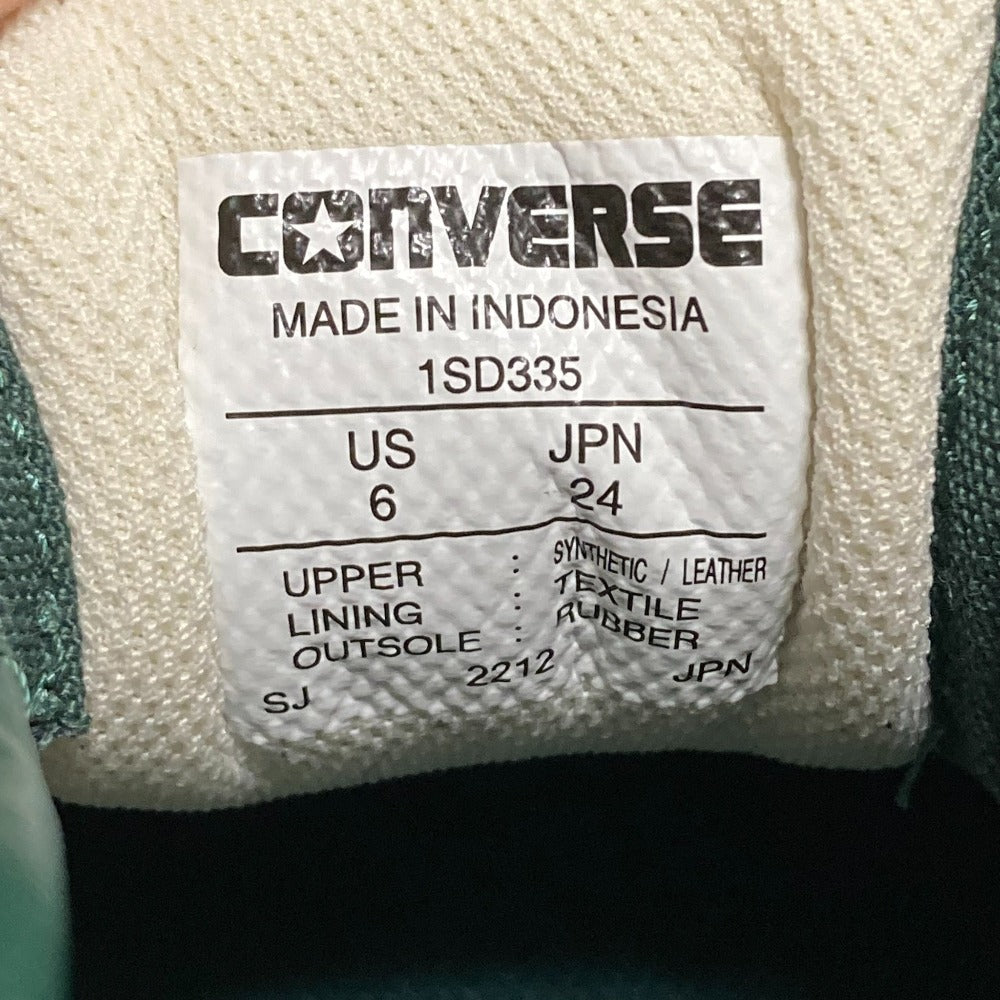 CONVERSE
MADE IN INDONESIA
1SD335
US JPN
6 24
UPPER : SYNTHETIC / LEATHER
LINING : TEXTILE
OUTSOLE : RUBBER
SJ 2212 JPN